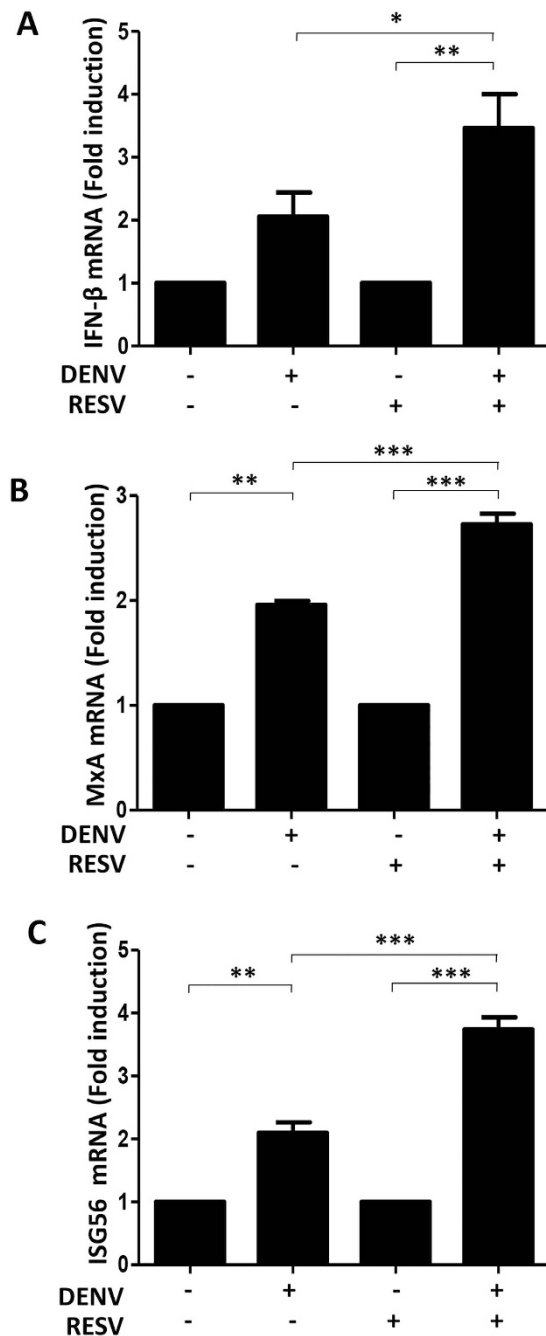 A
IFN-β mRNA (Fold induction)
5
4
3
2
1
0
*
**
DENV - + - +
RESV - - + +
B
MxA mRNA (Fold induction)
3
2
1
0
**
***
***
DENV - + - +
RESV - - + +
C
ISG56 mRNA (Fold induction)
5
4
3
2
1
0
**
***
***
DENV - + - +
RESV - - + +